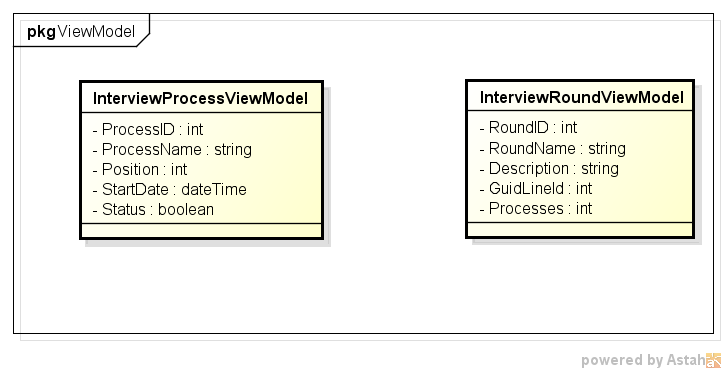 pkg ViewModel
InterviewProcessViewModel
- ProcessID : int
- ProcessName : string
- Position : int
- StartDate : dateTime
- Status : boolean
InterviewRoundViewModel
- RoundID : int
- RoundName : string
- Description : string
- GuidLineId : int
- Processes : int
powered by Astah